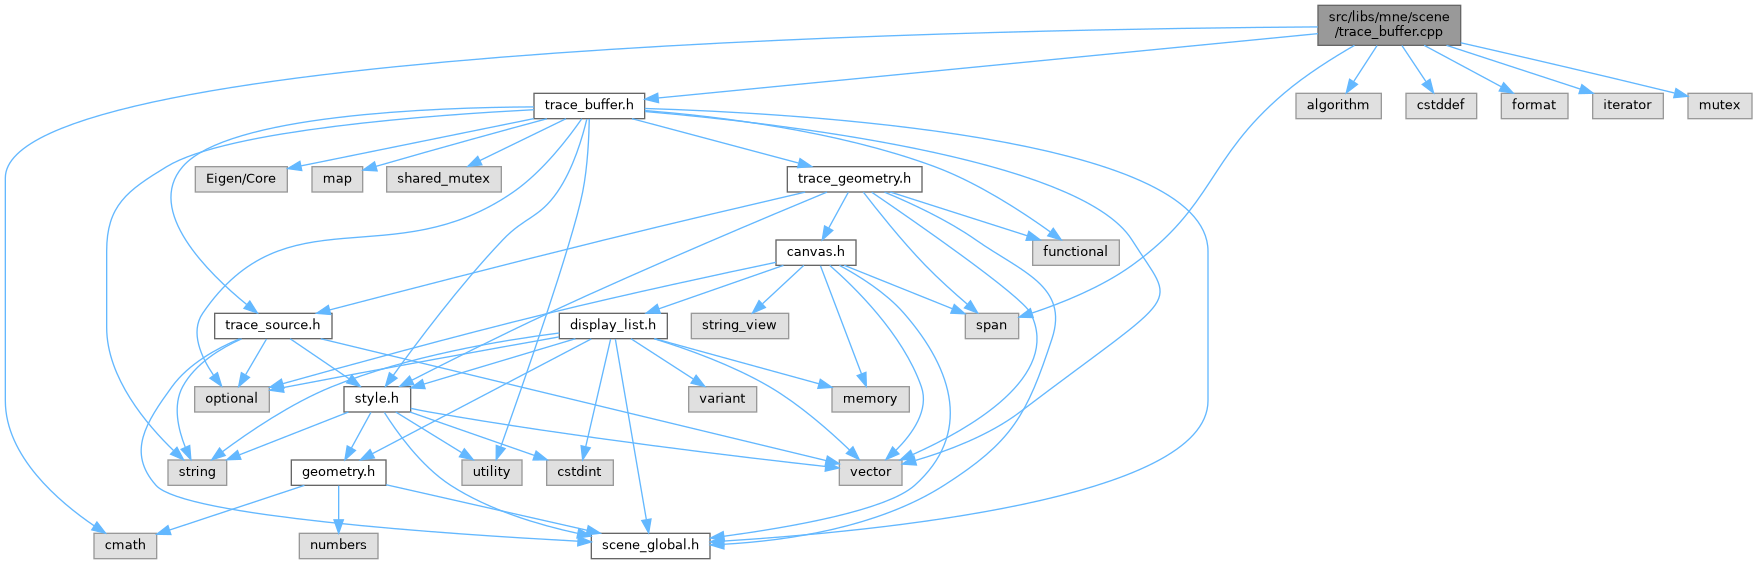 src/libs/mne/scene
/trace_buffer.cpp
trace_buffer.h
algorithm
cstddef
format
iterator
mutex
Eigen/Core
map
shared_mutex
trace_geometry.h
canvas.h
functional
trace_source.h
display_list.h
string_view
span
optional
style.h
variant
memory
string
geometry.h
utility
cstdint
vector
cmath
numbers
scene_global.h